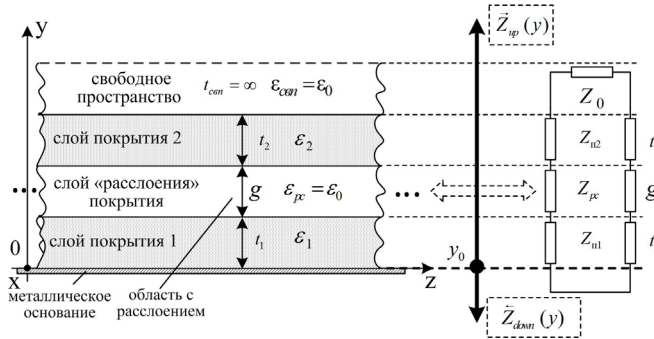 y
Z⃗up (y)
свободное
пространство
tсвп = ∞ εсвп = ε0
Z0
слой покрытия 2
t2 ε2
Zп2
t
слой «расслоения»
покрытия
g εрс = ε0
...
...
Zрс
g
0
слой покрытия 1
t1 ε1
y0
Zп1
t
x
z
металлическое
основание
область с
расслоением
Z⃖down (y)